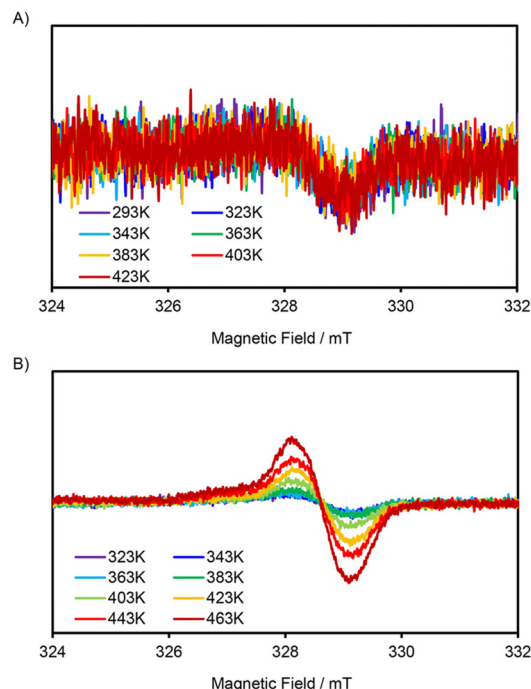 A)
293K 323K
343K 363K
383K 403K
423K
324 326 328 330 332
Magnetic Field / mT
B)
323K 343K
363K 383K
403K 423K
443K 463K
324 326 328 330 332
Magnetic Field / mT